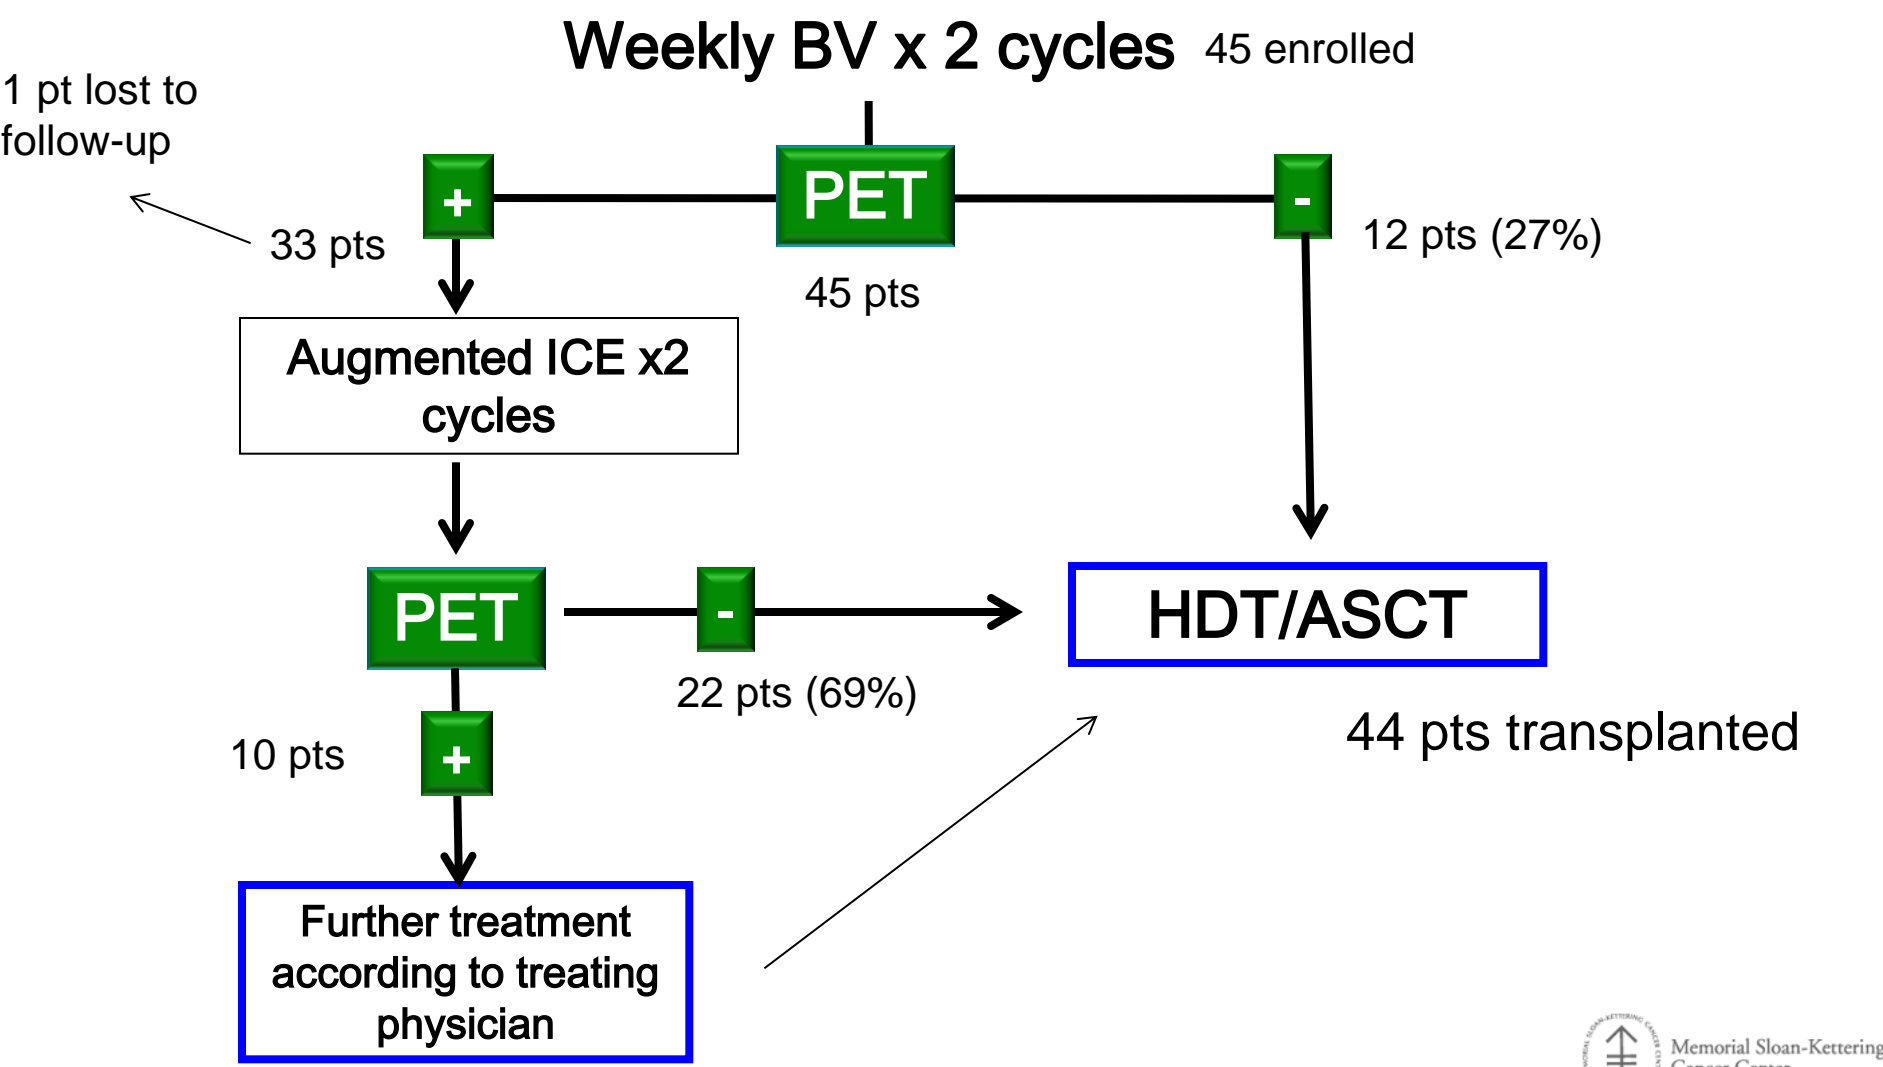 Weekly BV x 2 cycles 45 enrolled
1 pt lost to
follow-up
+
PET
-
33 pts
12 pts (27%)
45 pts
Augmented ICE x2
cycles
PET
-
HDT/ASCT
22 pts (69%)
10 pts
+
44 pts transplanted
Further treatment
according to treating
physician
Memorial Sloan-Kettering
Cancer Center